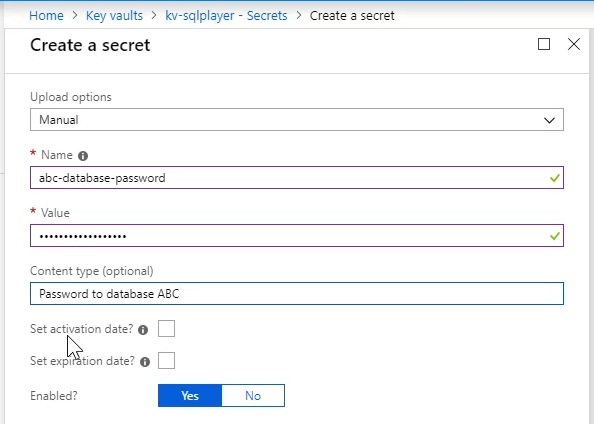 Home > Key vaults > kv-sqlplayer - Secrets > Create a secret
Create a secret
Upload options
Manual
* Name
abc-database-password
* Value
••••••••••••••••••
Content type (optional)
Password to database ABC
Set activation date?
Set expiration date?
Enabled? Yes No